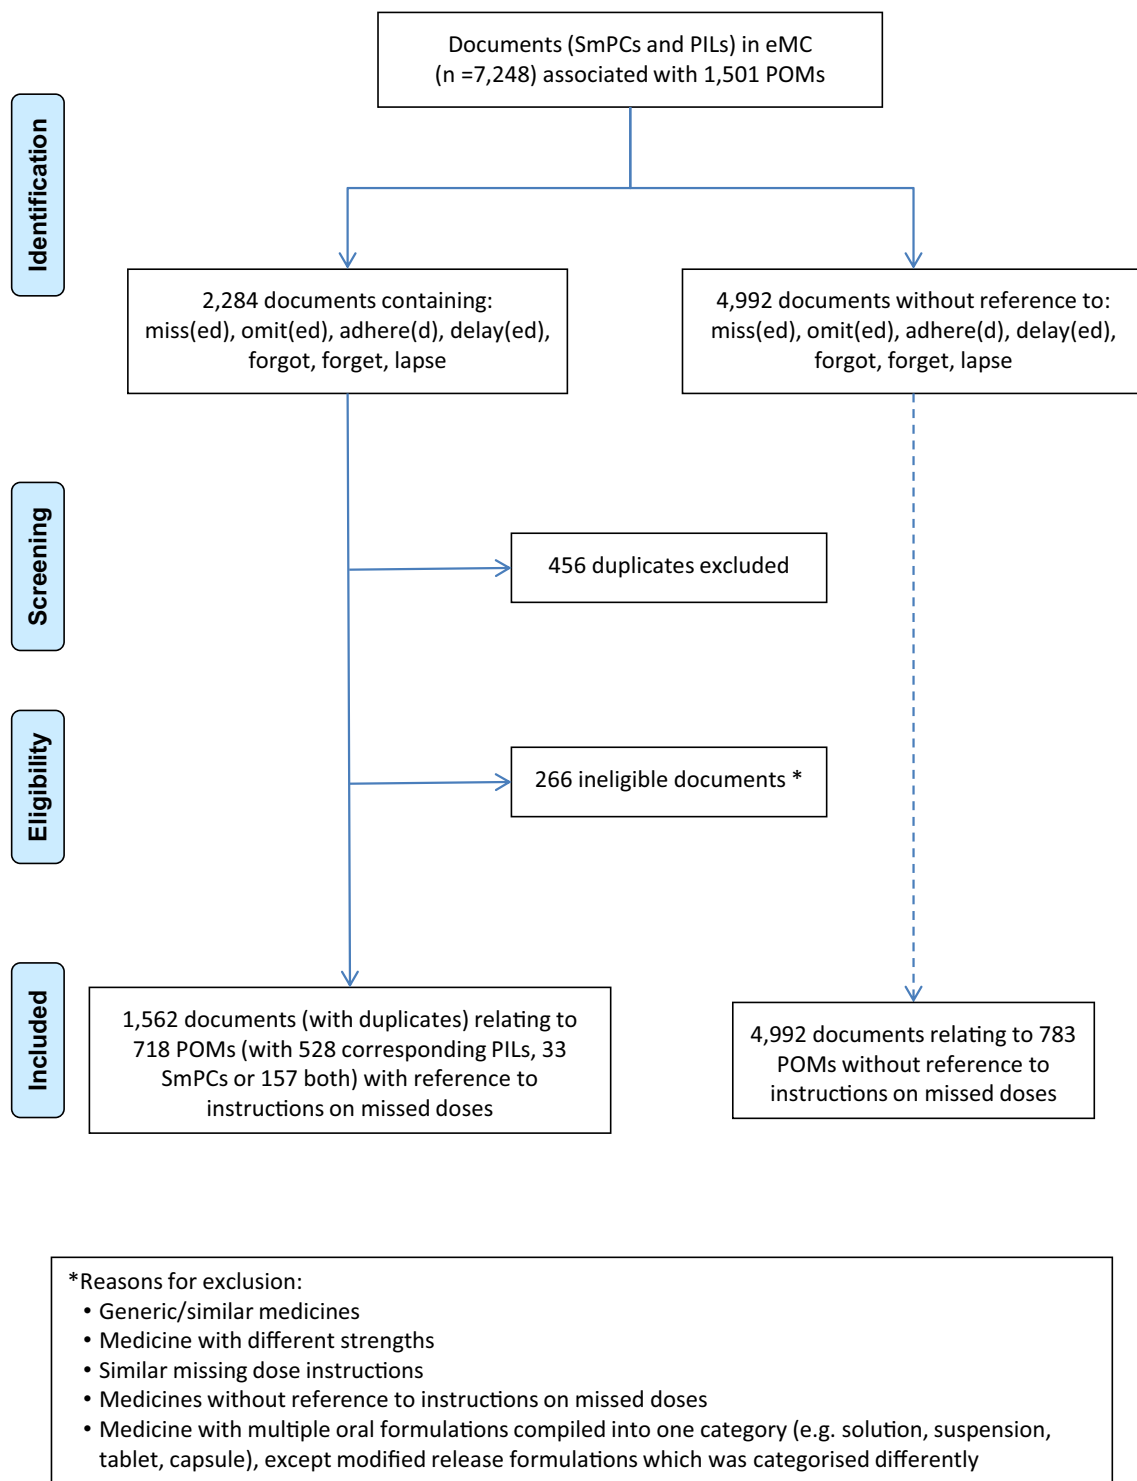 Documents (SmPCs and PILs) in eMC
(n =7,248) associated with 1,501 POMs
Identification
2,284 documents containing:
miss(ed), omit(ed), adhere(d), delay(ed),
forgot, forget, lapse
4,992 documents without reference to:
miss(ed), omit(ed), adhere(d), delay(ed),
forgot, forget, lapse
Screening
456 duplicates excluded
Eligibility
266 ineligible documents *
Included
1,562 documents (with duplicates) relating to
718 POMs (with 528 corresponding PILs, 33
SmPCs or 157 both) with reference to
instructions on missed doses
4,992 documents relating to 783
POMs without reference to
instructions on missed doses
*Reasons for exclusion:
• Generic/similar medicines
• Medicine with different strengths
• Similar missing dose instructions
• Medicines without reference to instructions on missed doses
• Medicine with multiple oral formulations compiled into one category (e.g. solution, suspension,
tablet, capsule), except modified release formulations which was categorised differently